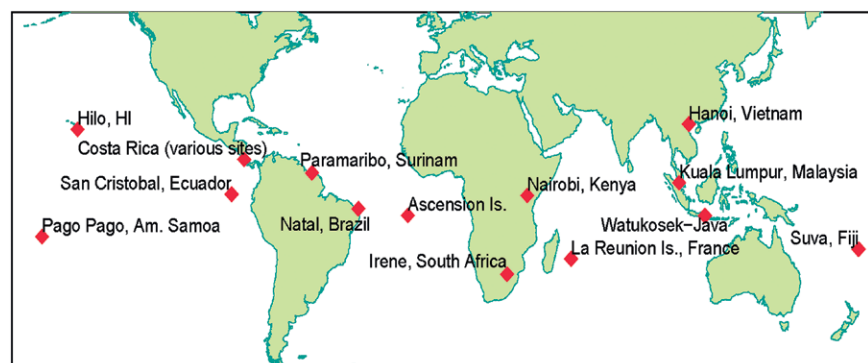 Hilo, HI
Hanoi, Vietnam
Costa Rica (various sites)
Paramaribo, Surinam
Kuala Lumpur, Malaysia
San Cristobal, Ecuador
Nairobi, Kenya
Ascension Is.
Natal, Brazil
Pago Pago, Am. Samoa
Watukosek−Java
Suva, Fiji
La Reunion Is., France
Irene, South Africa